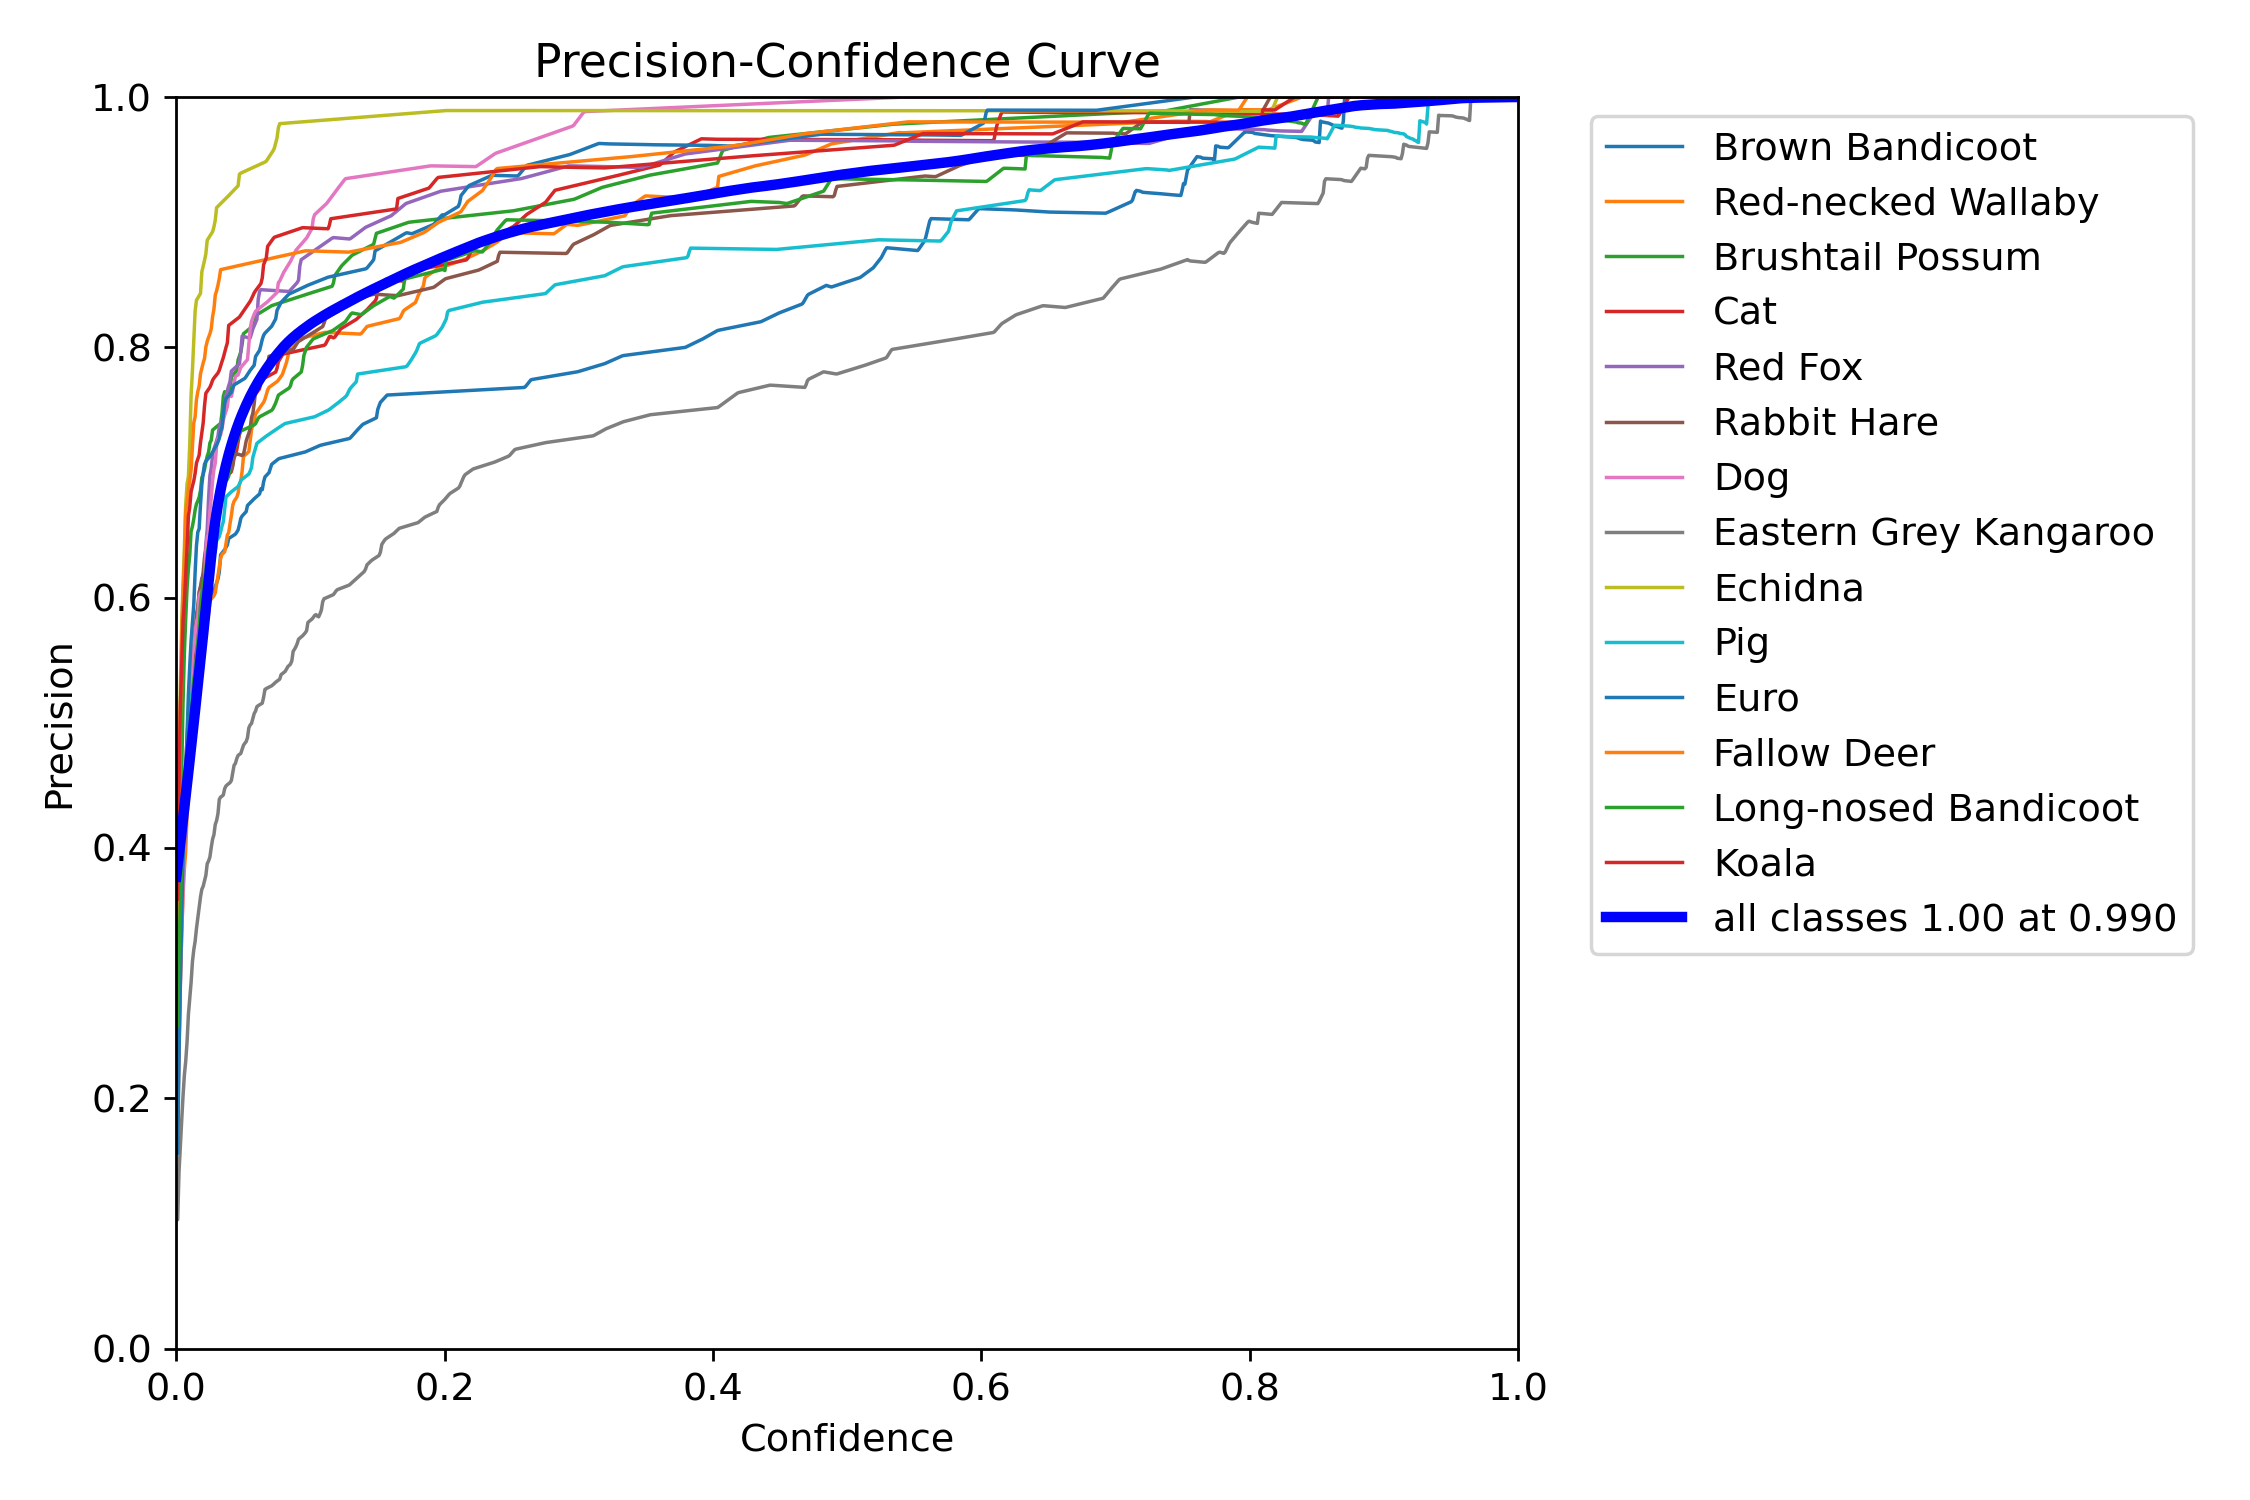 Precision-Confidence Curve
1.0
0.8
0.6
0.4
0.2
0.0
Precision
0.0 0.2 0.4 0.6 0.8 1.0
Confidence
Brown Bandicoot
Red-necked Wallaby
Brushtail Possum
Cat
Red Fox
Rabbit Hare
Dog
Eastern Grey Kangaroo
Echidna
Pig
Euro
Fallow Deer
Long-nosed Bandicoot
Koala
all classes 1.00 at 0.990